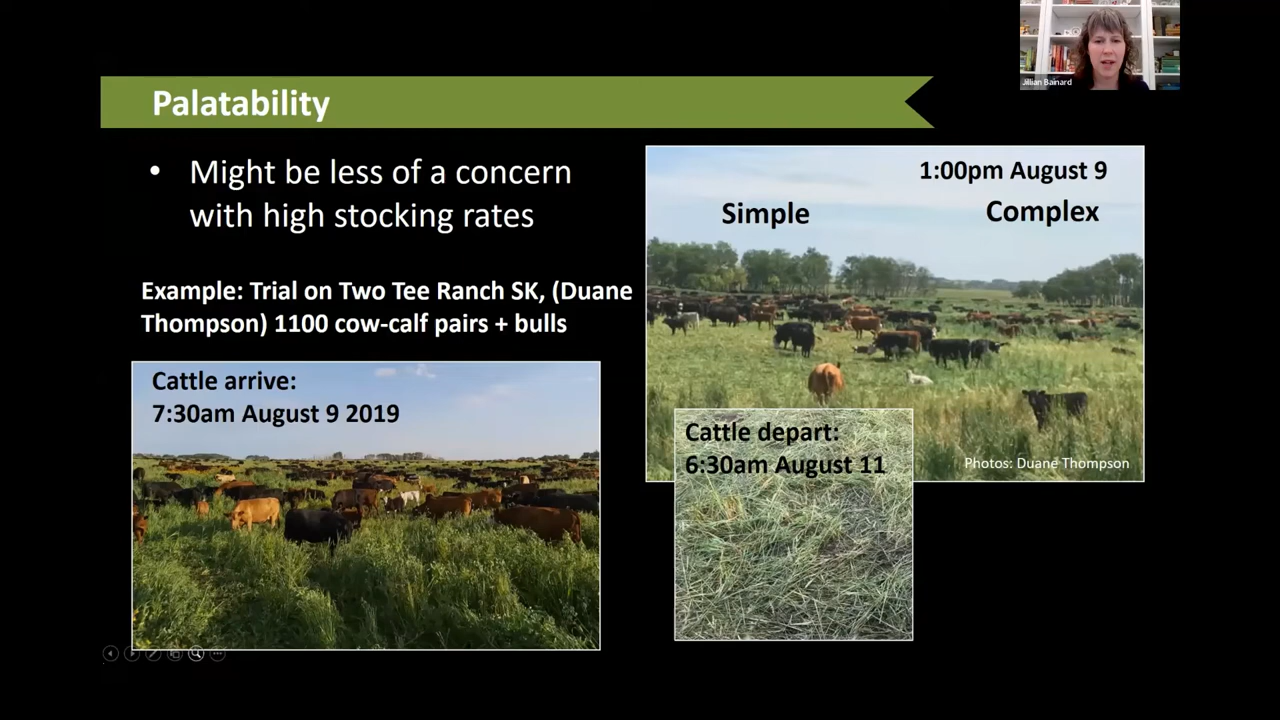 Jillian Bainard
Palatability
• Might be less of a concern
with high stocking rates
Example: Trial on Two Tee Ranch SK, (Duane
Thompson) 1100 cow-calf pairs + bulls
Cattle arrive:
7:30am August 9 2019
1:00pm August 9
Simple
Complex
Cattle depart:
6:30am August 11
Photos: Duane Thompson